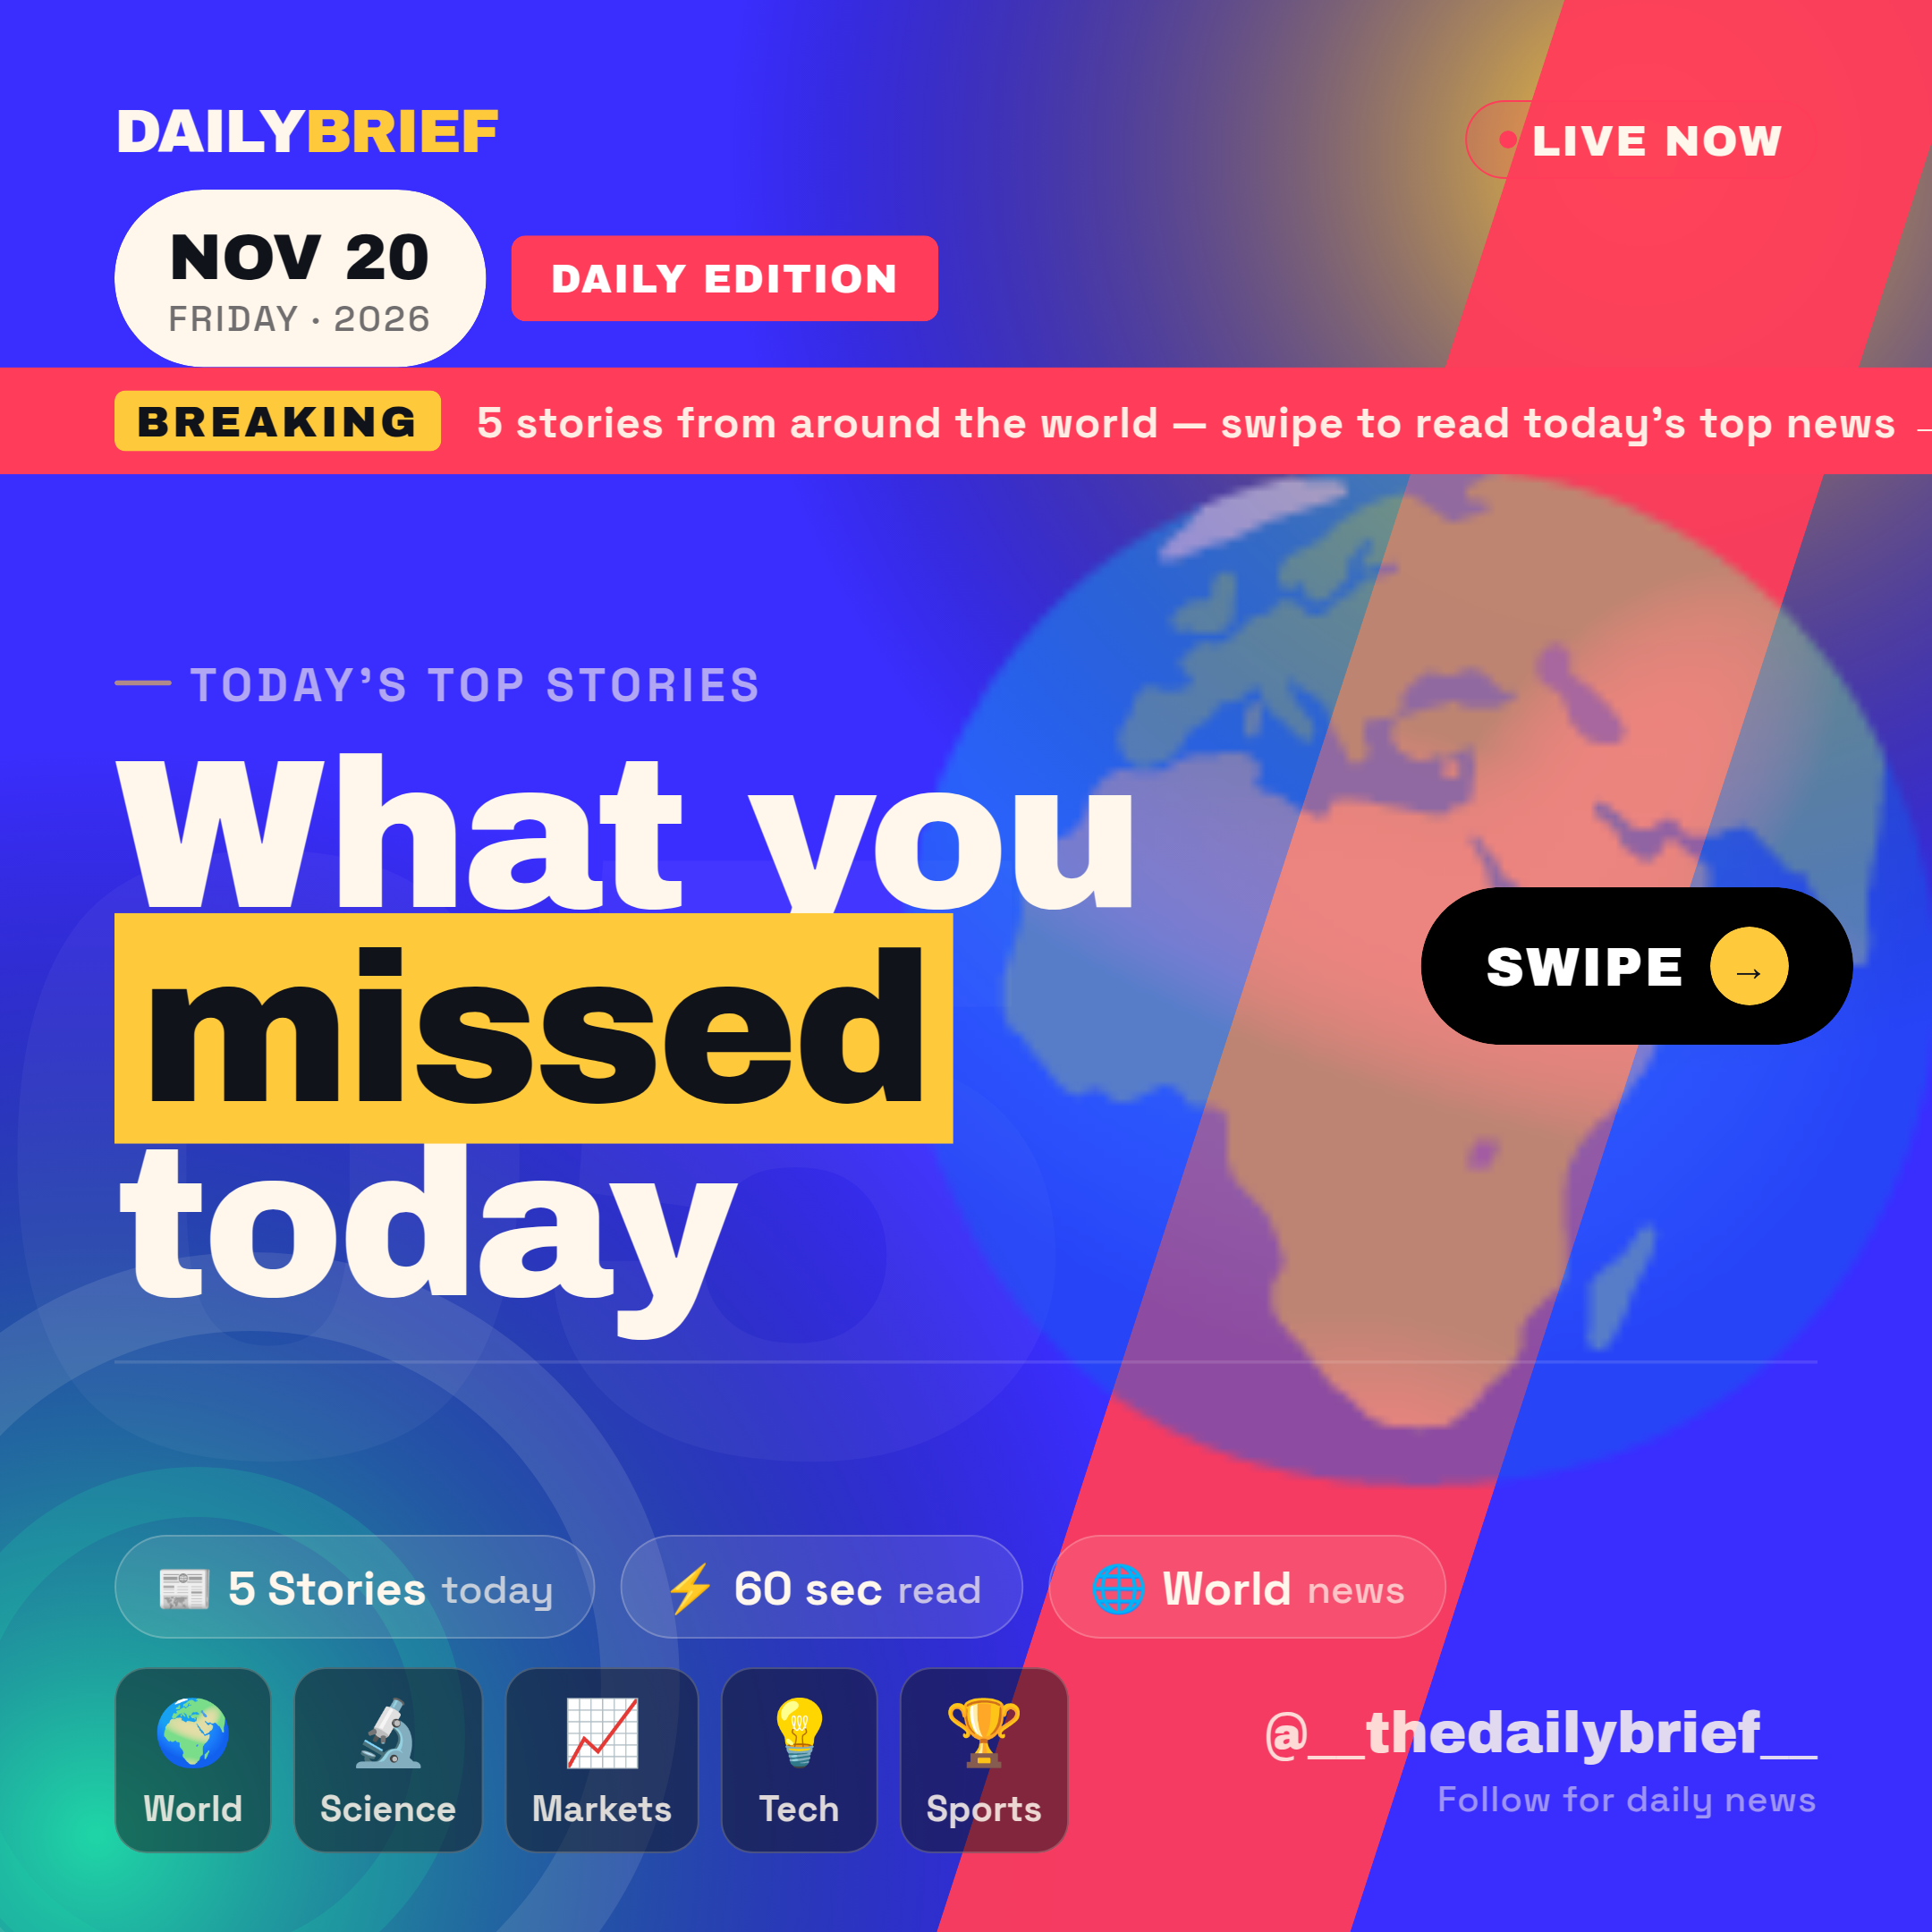 DAILYBRIEF
LIVE NOW
NOV 20
FRIDAY · 2026
DAILY EDITION
BREAKING 5 stories from around the world — swipe to read today’s top news
— TODAY’S TOP STORIES
What you
missed
today
SWIPE →
📰 5 Stories today
⚡ 60 sec read
🌐 World news
World
Science
Markets
Tech
Sports
@__thedailybrief__
Follow for daily news